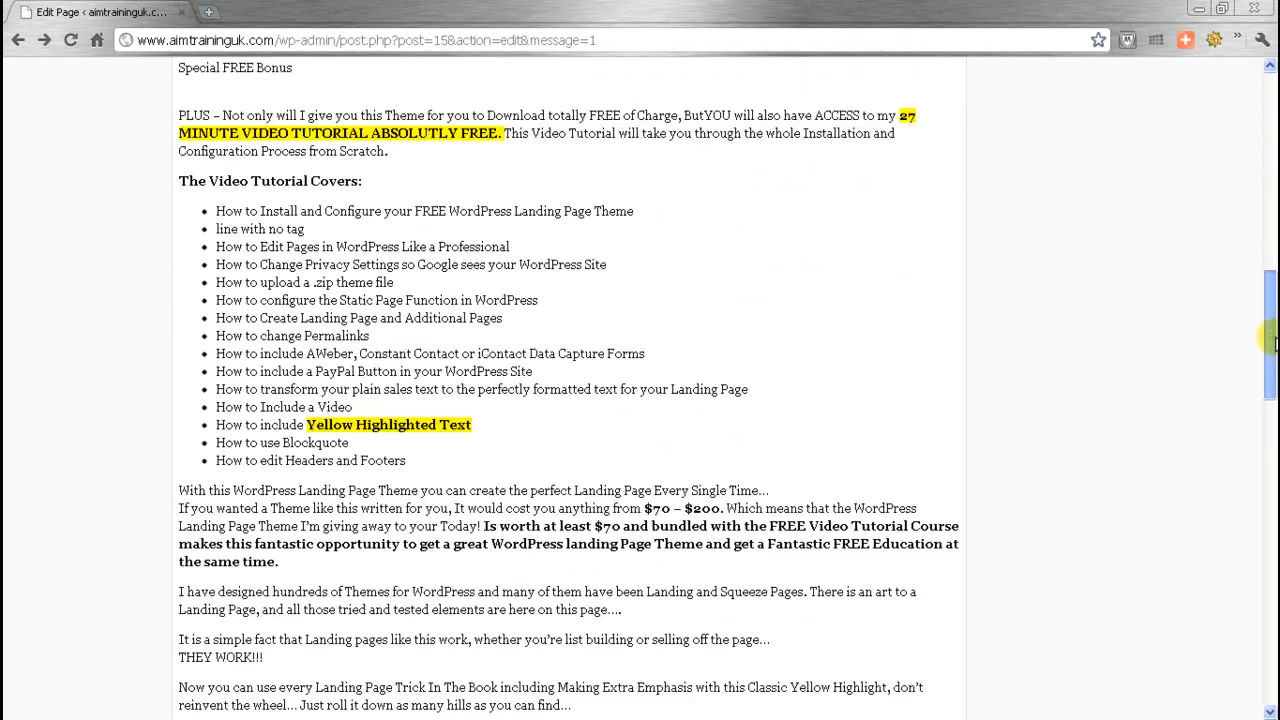 Edit Page < aimtraininguk.c...
www.aimtraininguk.com/wp-admin/post.php?post=15&action=edit&message=1
Special FREE Bonus
PLUS – Not only will I give you this Theme for you to Download totally FREE of Charge, ButYOU will also have ACCESS to my 27
MINUTE VIDEO TUTORIAL ABSOLUTLY FREE. This Video Tutorial will take you through the whole Installation and
Configuration Process from Scratch.
The Video Tutorial Covers:
• How to Install and Configure your FREE WordPress Landing Page Theme
• line with no tag
• How to Edit Pages in WordPress Like a Professional
• How to Change Privacy Settings so Google sees your WordPress Site
• How to upload a .zip theme file
• How to configure the Static Page Function in WordPress
• How to Create Landing Page and Additional Pages
• How to change Permalinks
• How to include AWeber, Constant Contact or iContact Data Capture Forms
• How to include a PayPal Button in your WordPress Site
• How to transform your plain sales text to the perfectly formatted text for your Landing Page
• How to Include a Video
• How to include Yellow Highlighted Text
• How to use Blockquote
• How to edit Headers and Footers
With this WordPress Landing Page Theme you can create the perfect Landing Page Every Single Time...
If you wanted a Theme like this written for you, It would cost you anything from $70 – $200. Which means that the WordPress
Landing Page Theme I'm giving away to your Today! Is worth at least $70 and bundled with the FREE Video Tutorial Course
makes this fantastic opportunity to get a great WordPress landing Page Theme and get a Fantastic FREE Education at
the same time.
I have designed hundreds of Themes for WordPress and many of them have been Landing and Squeeze Pages. There is an art to a
Landing Page, and all those tried and tested elements are here on this page....
It is a simple fact that Landing pages like this work, whether you're list building or selling off the page...
THEY WORK!!!
Now you can use every Landing Page Trick In The Book including Making Extra Emphasis with this Classic Yellow Highlight, don't
reinvent the wheel... Just roll it down as many hills as you can find...